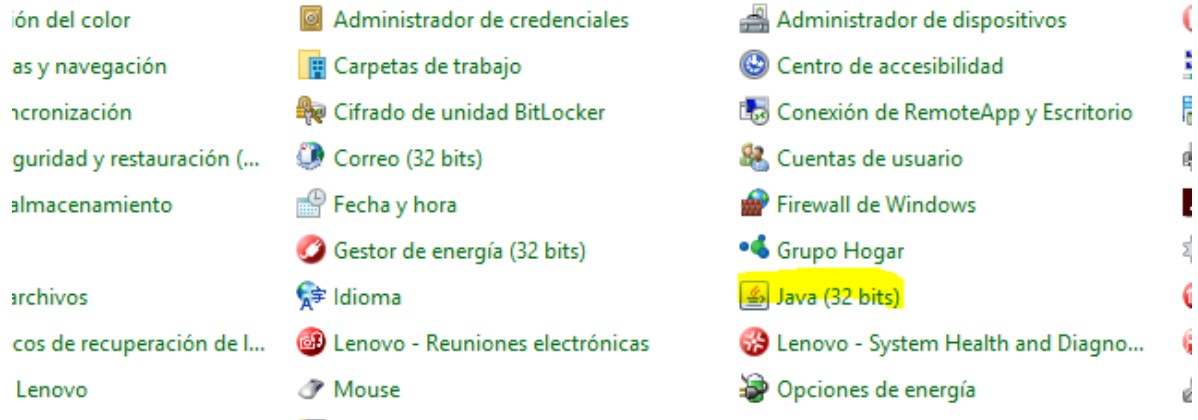 ión del color
Administrador de credenciales
Administrador de dispositivos
as y navegación
Carpetas de trabajo
Centro de accesibilidad
ncronización
Cifrado de unidad BitLocker
Conexión de RemoteApp y Escritorio
guridad y restauración (...
Correo (32 bits)
Cuentas de usuario
almacenamiento
Fecha y hora
Firewall de Windows
Gestor de energía (32 bits)
Grupo Hogar
archivos
Idioma
Java (32 bits)
cos de recuperación de l...
Lenovo - Reuniones electrónicas
Lenovo - System Health and Diagno...
Lenovo
Mouse
Opciones de energía